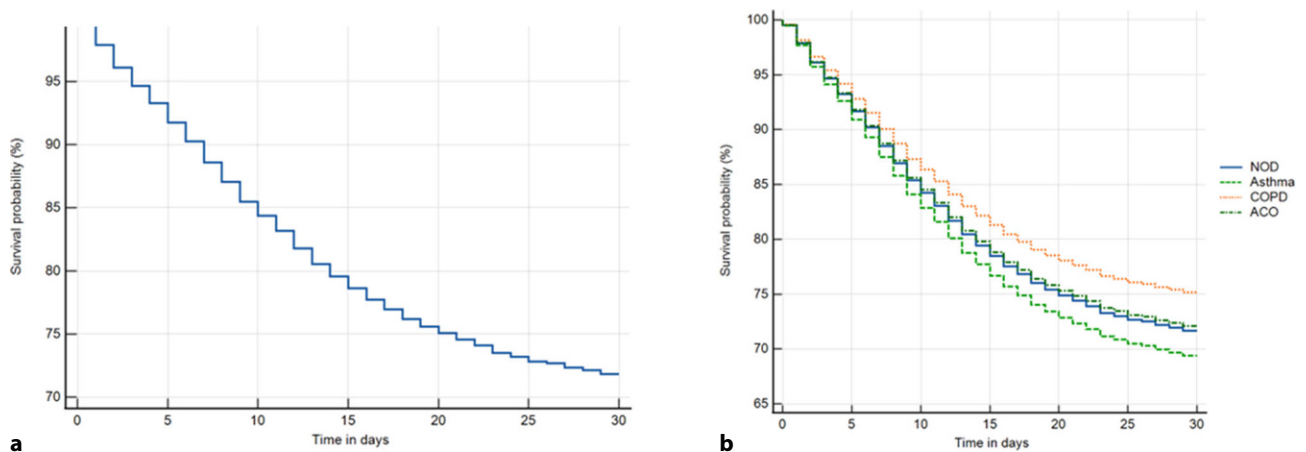 95
90
85
80
75
70
0 5 10 15 20 25 30
Survival probability (%)
Time in days
a
100
95
90
85
80
75
70
65
0 5 10 15 20 25 30
Survival probability (%)
Time in days
NOD
Asthma
COPD
ACO
b